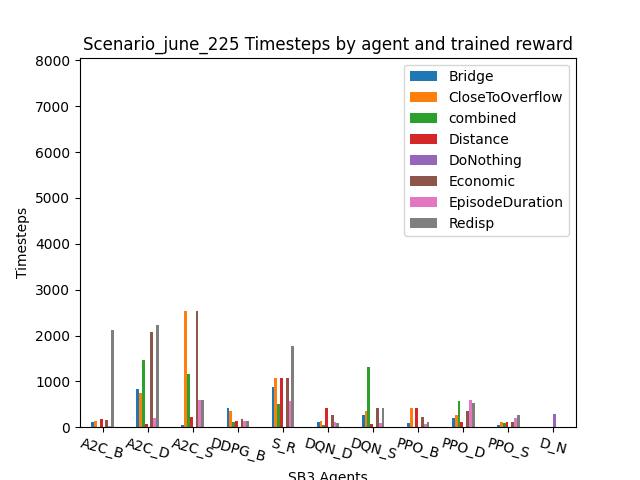 Scenario_june_225 Timesteps by agent and trained reward
8000
7000
6000
5000
4000
3000
2000
1000
0
Timesteps
Bridge
CloseToOverflow
combined
Distance
DoNothing
Economic
EpisodeDuration
Redisp
A2C_B
A2C_D
A2C_S
DDPG_B
S_R
DQN_D
DQN_S
PPO_B
PPO_D
PPO_S
D_N
SB3 Agents